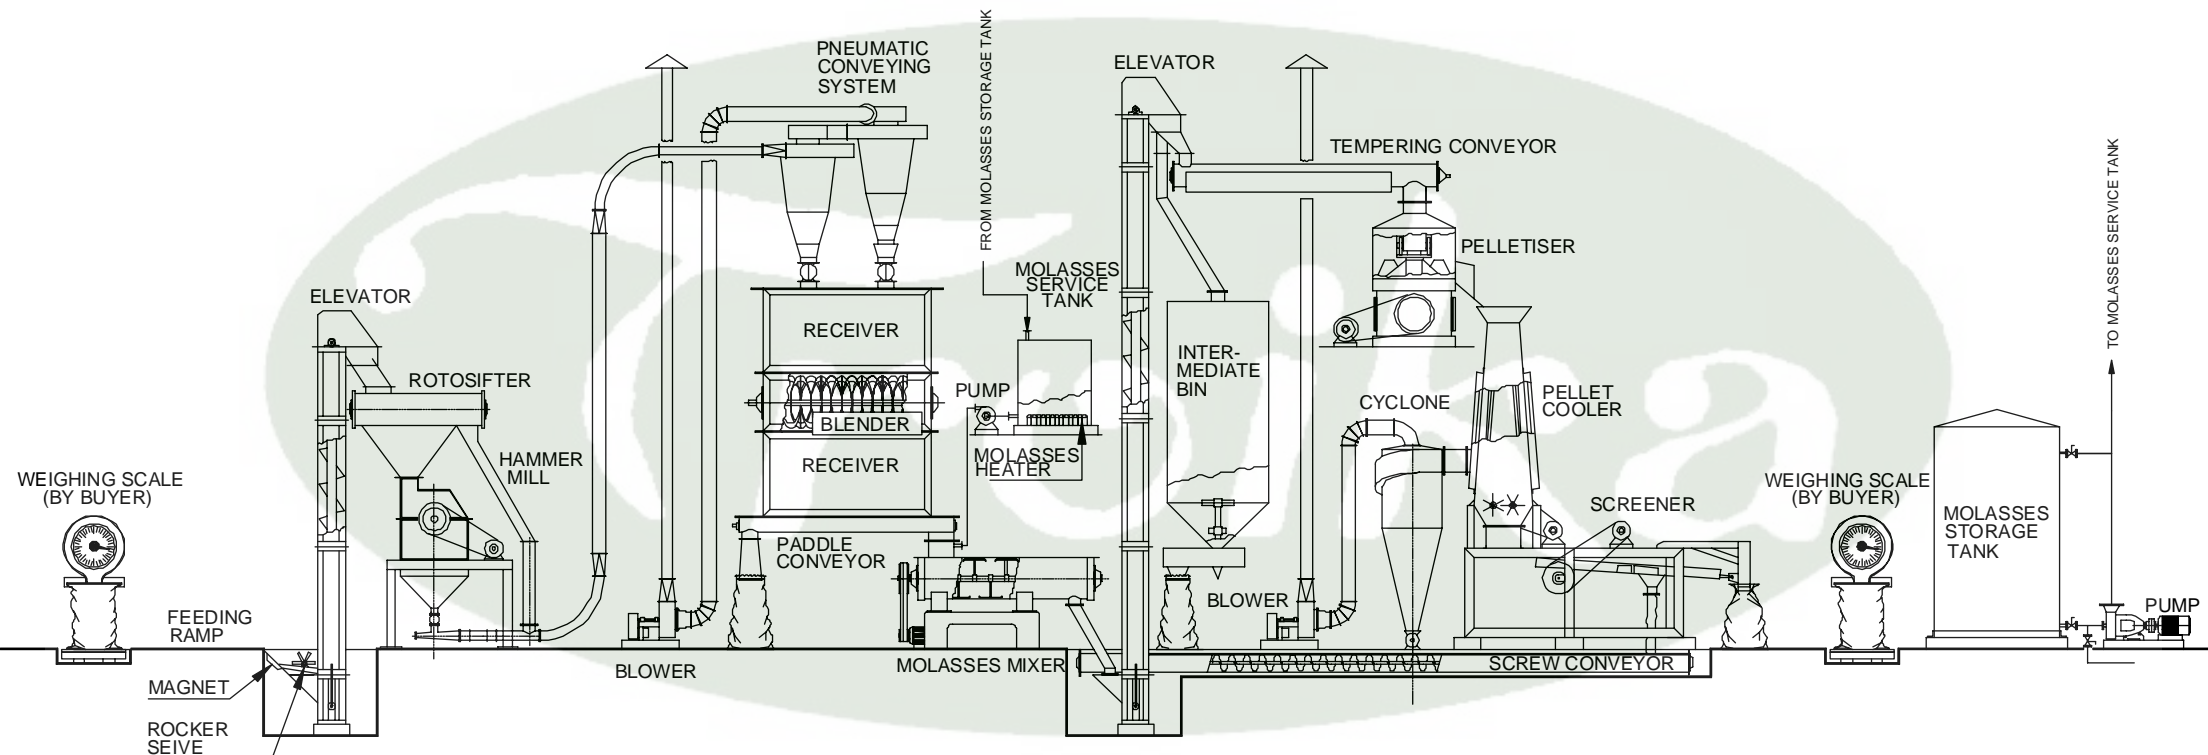 WEIGHING SCALE
(BY BUYER)
FEEDING
RAMP
MAGNET
ROCKER
SEIVE
ELEVATOR
ROTOSIFTER
HAMMER
MILL
PNEUMATIC
CONVEYING
SYSTEM
BLOWER
RECEIVER
BLENDER
RECEIVER
PADDLE
CONVEYOR
FROM MOLASSES STORAGE TANK
MOLASSES
SERVICE
TANK
PUMP
MOLASSES
HEATER
MOLASSES MIXER
ELEVATOR
INTER-
MEDIATE
BIN
TEMPERING CONVEYOR
PELLETISER
PELLET
COOLER
CYCLONE
BLOWER
SCREENER
SCREW CONVEYOR
WEIGHING SCALE
(BY BUYER)
MOLASSES
STORAGE
TANK
TO MOLASSES SERVICE TANK
PUMP
Troika